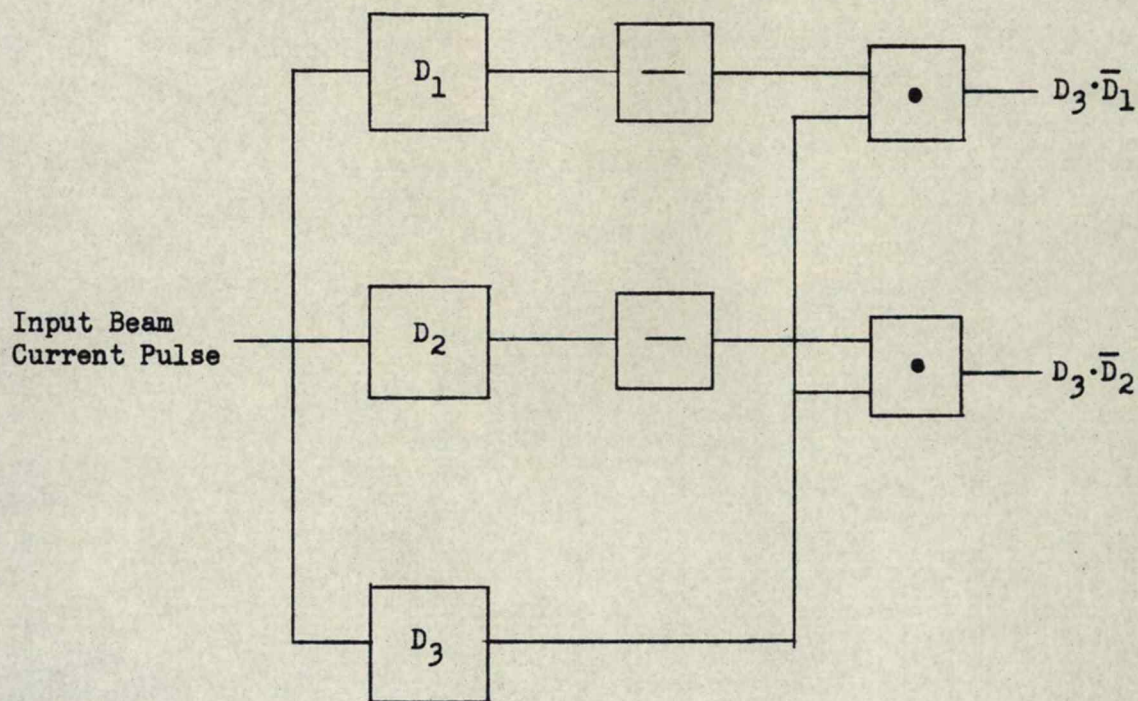 D₁
—
•
D₃·D̅₁
Input Beam
Current Pulse
D₂
—
•
D₃·D̅₂
D₃